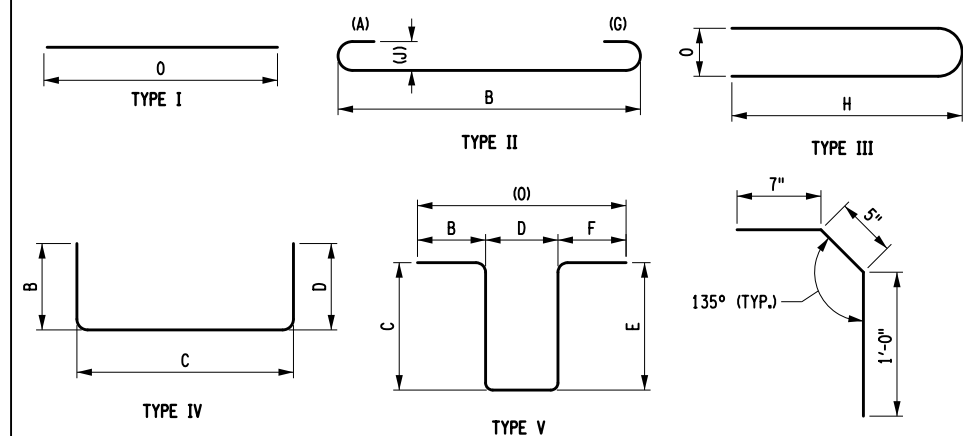 O
TYPE I
(A)
(G)
(J)
B
TYPE II
O
H
TYPE III
B
D
C
TYPE IV
(O)
B
D
F
C
E
TYPE V
7"
5"
135° (TYP.)
1'-0"